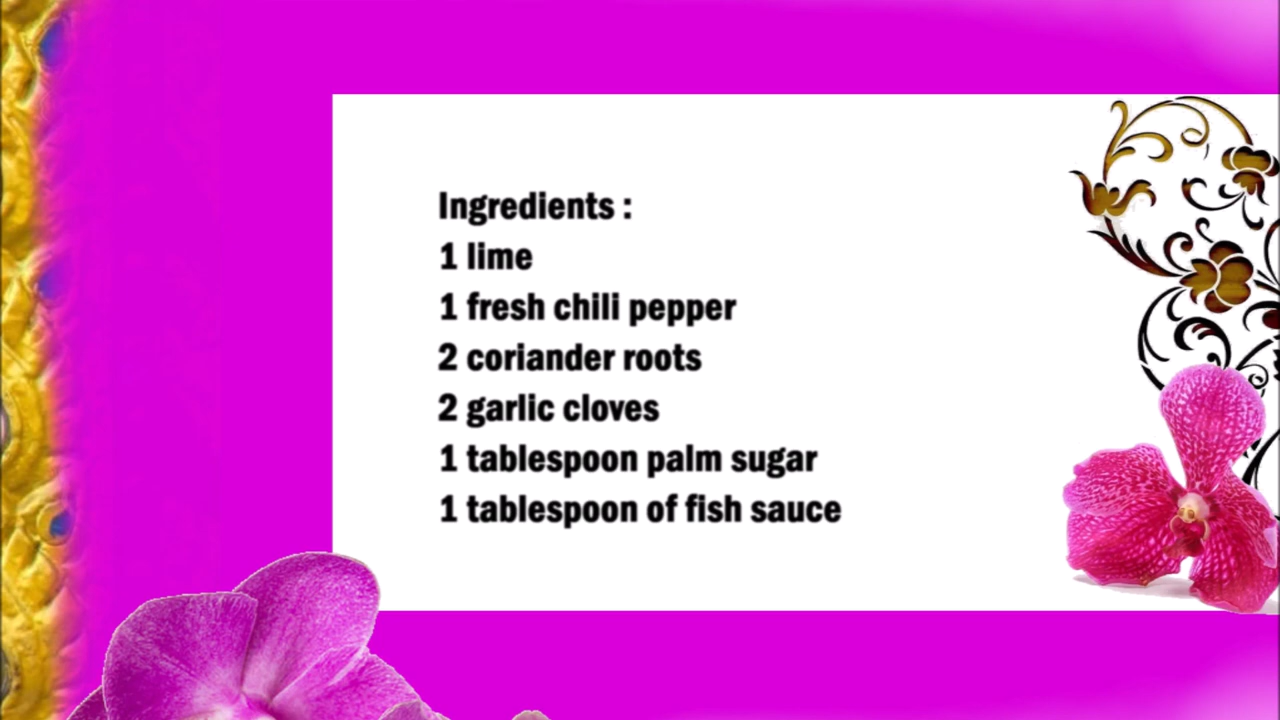 Ingredients :
1 lime
1 fresh chili pepper
2 coriander roots
2 garlic cloves
1 tablespoon palm sugar
1 tablespoon of fish sauce